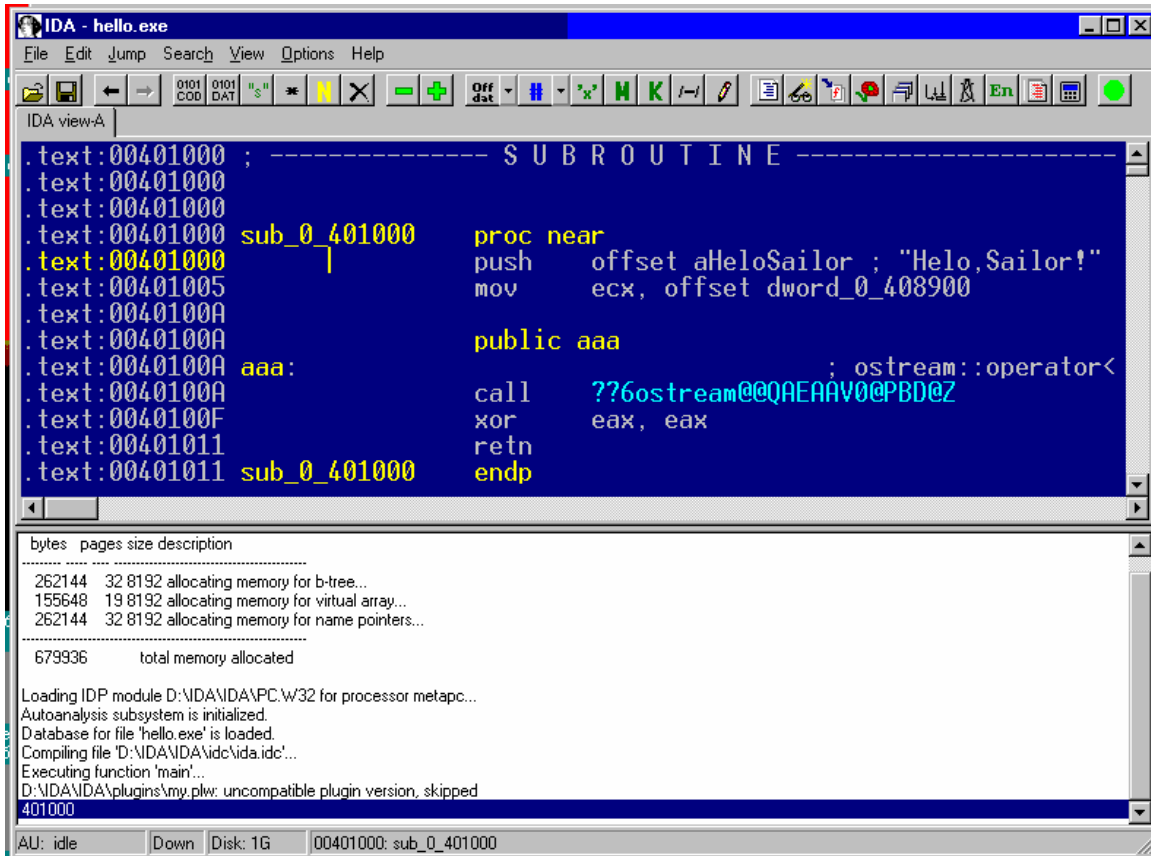 IDA - hello.exe
File Edit Jump Search View Options Help
0101 COD 0101 DAT "s" * N Off dat # 'x' M K En
IDA view-A
.text:00401000 ; --------------- S U B R O U T I N E ----------------------
.text:00401000
.text:00401000
.text:00401000 sub_0_401000 proc near
.text:00401000 push offset aHeloSailor ; "Helo,Sailor!"
.text:00401005 mov ecx, offset dword_0_408900
.text:0040100A
.text:0040100A public aaa
.text:0040100A aaa: ; ostream::operator<
.text:0040100A call ??6ostream@@QAEAAV0@PBD@Z
.text:0040100F xor eax, eax
.text:00401011 retn
.text:00401011 sub_0_401000 endp
bytes pages size description
--------- ----- ---- --------------------------------------------
262144 32 8192 allocating memory for b-tree...
155648 19 8192 allocating memory for virtual array...
262144 32 8192 allocating memory for name pointers...
-----------------------------------------------------------------
679936 total memory allocated
Loading IDP module D:\IDA\IDA\PC.W32 for processor metapc...
Autoanalysis subsystem is initialized.
Database for file 'hello.exe' is loaded.
Compiling file 'D:\IDA\IDA\idc\ida.idc'...
Executing function 'main'...
D:\IDA\IDA\plugins\my.plw: uncompatible plugin version, skipped
401000
AU: idle Down Disk: 1G 00401000: sub_0_401000